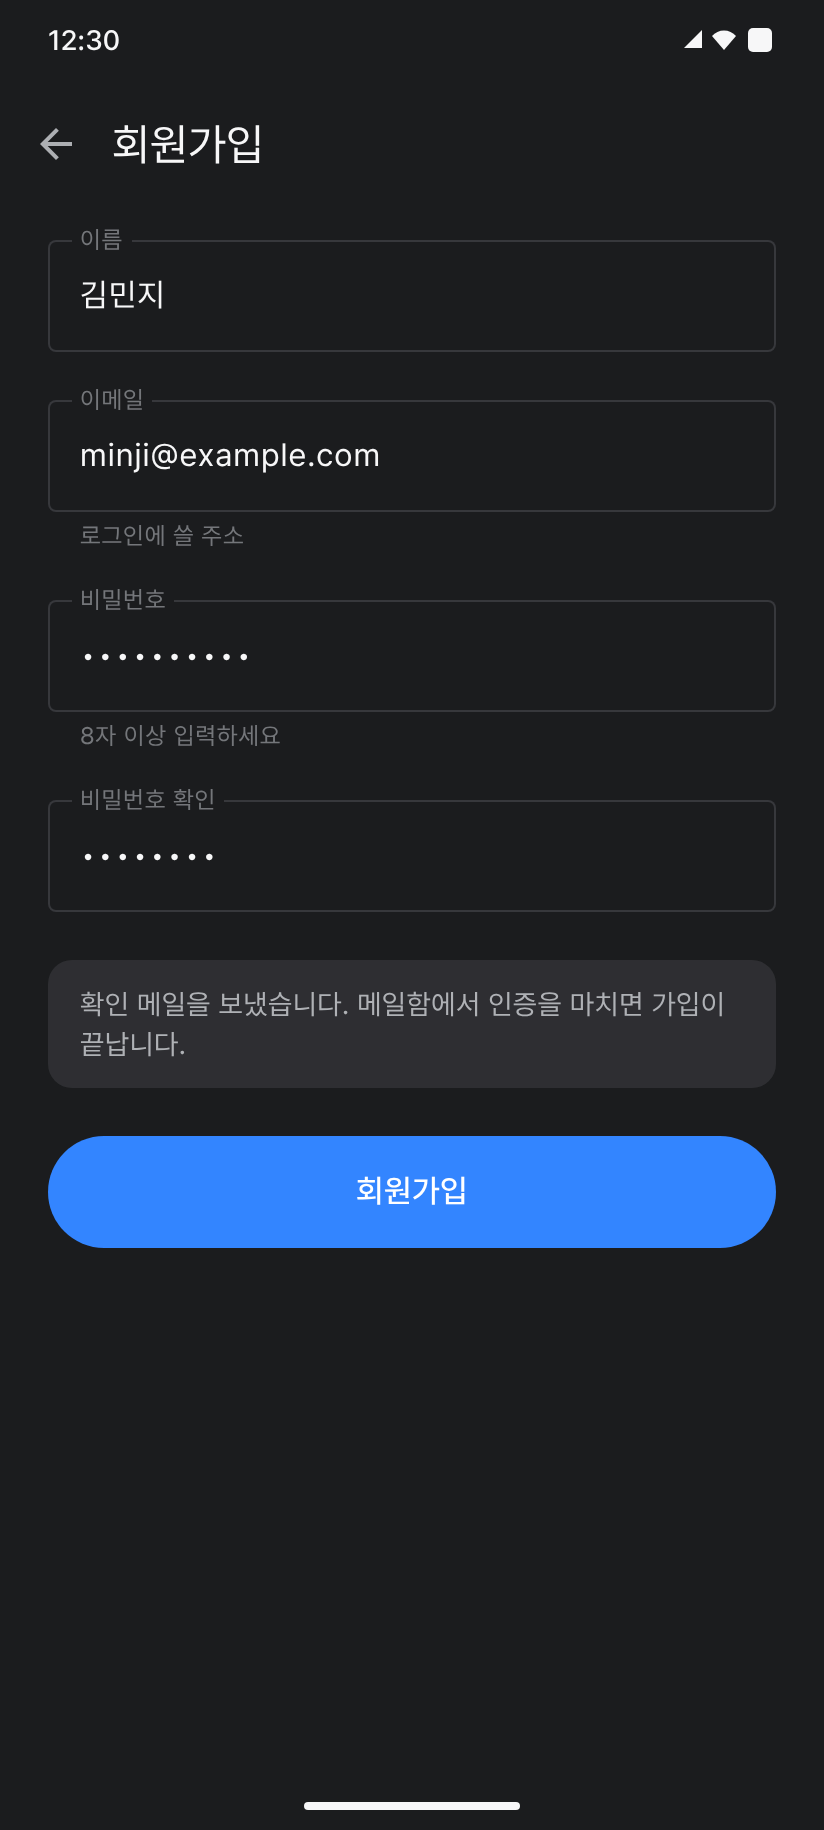 12:30
회원가입
이름
김민지
이메일
minji@example.com
로그인에 쓸 주소
비밀번호
••••••••••
8자 이상 입력하세요
비밀번호 확인
••••••••
확인 메일을 보냈습니다. 메일함에서 인증을 마치면 가입이
끝납니다.
회원가입